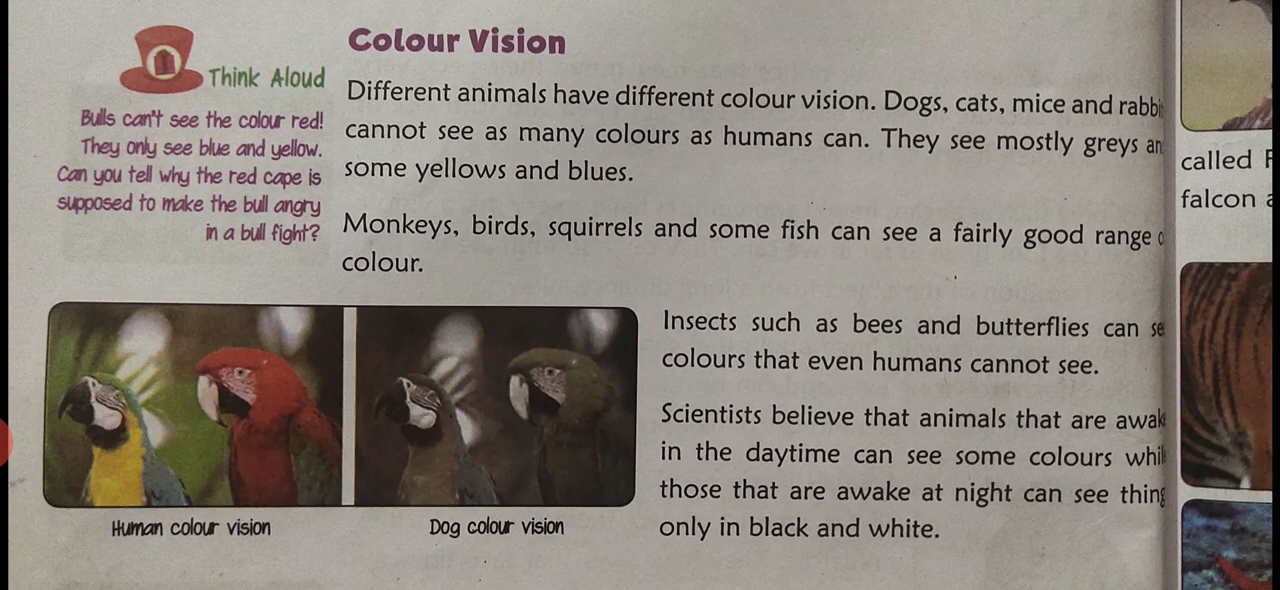 Think Aloud
Bulls can't see the colour red!
They only see blue and yellow.
Can you tell why the red cape is
supposed to make the bull angry
in a bull fight?
Colour Vision
Different animals have different colour vision. Dogs, cats, mice and
cannot see as many colours as humans can. They see mostly greys
some yellows and blues.
Monkeys, birds, squirrels and some fish can see a fairly good range
colour.
Human colour vision
Dog colour vision
Insects such as bees and butterflies can
colours that even humans cannot see.
Scientists believe that animals that are
in the daytime can see some colours
those that are awake at night can see
only in black and white.
called
falcon